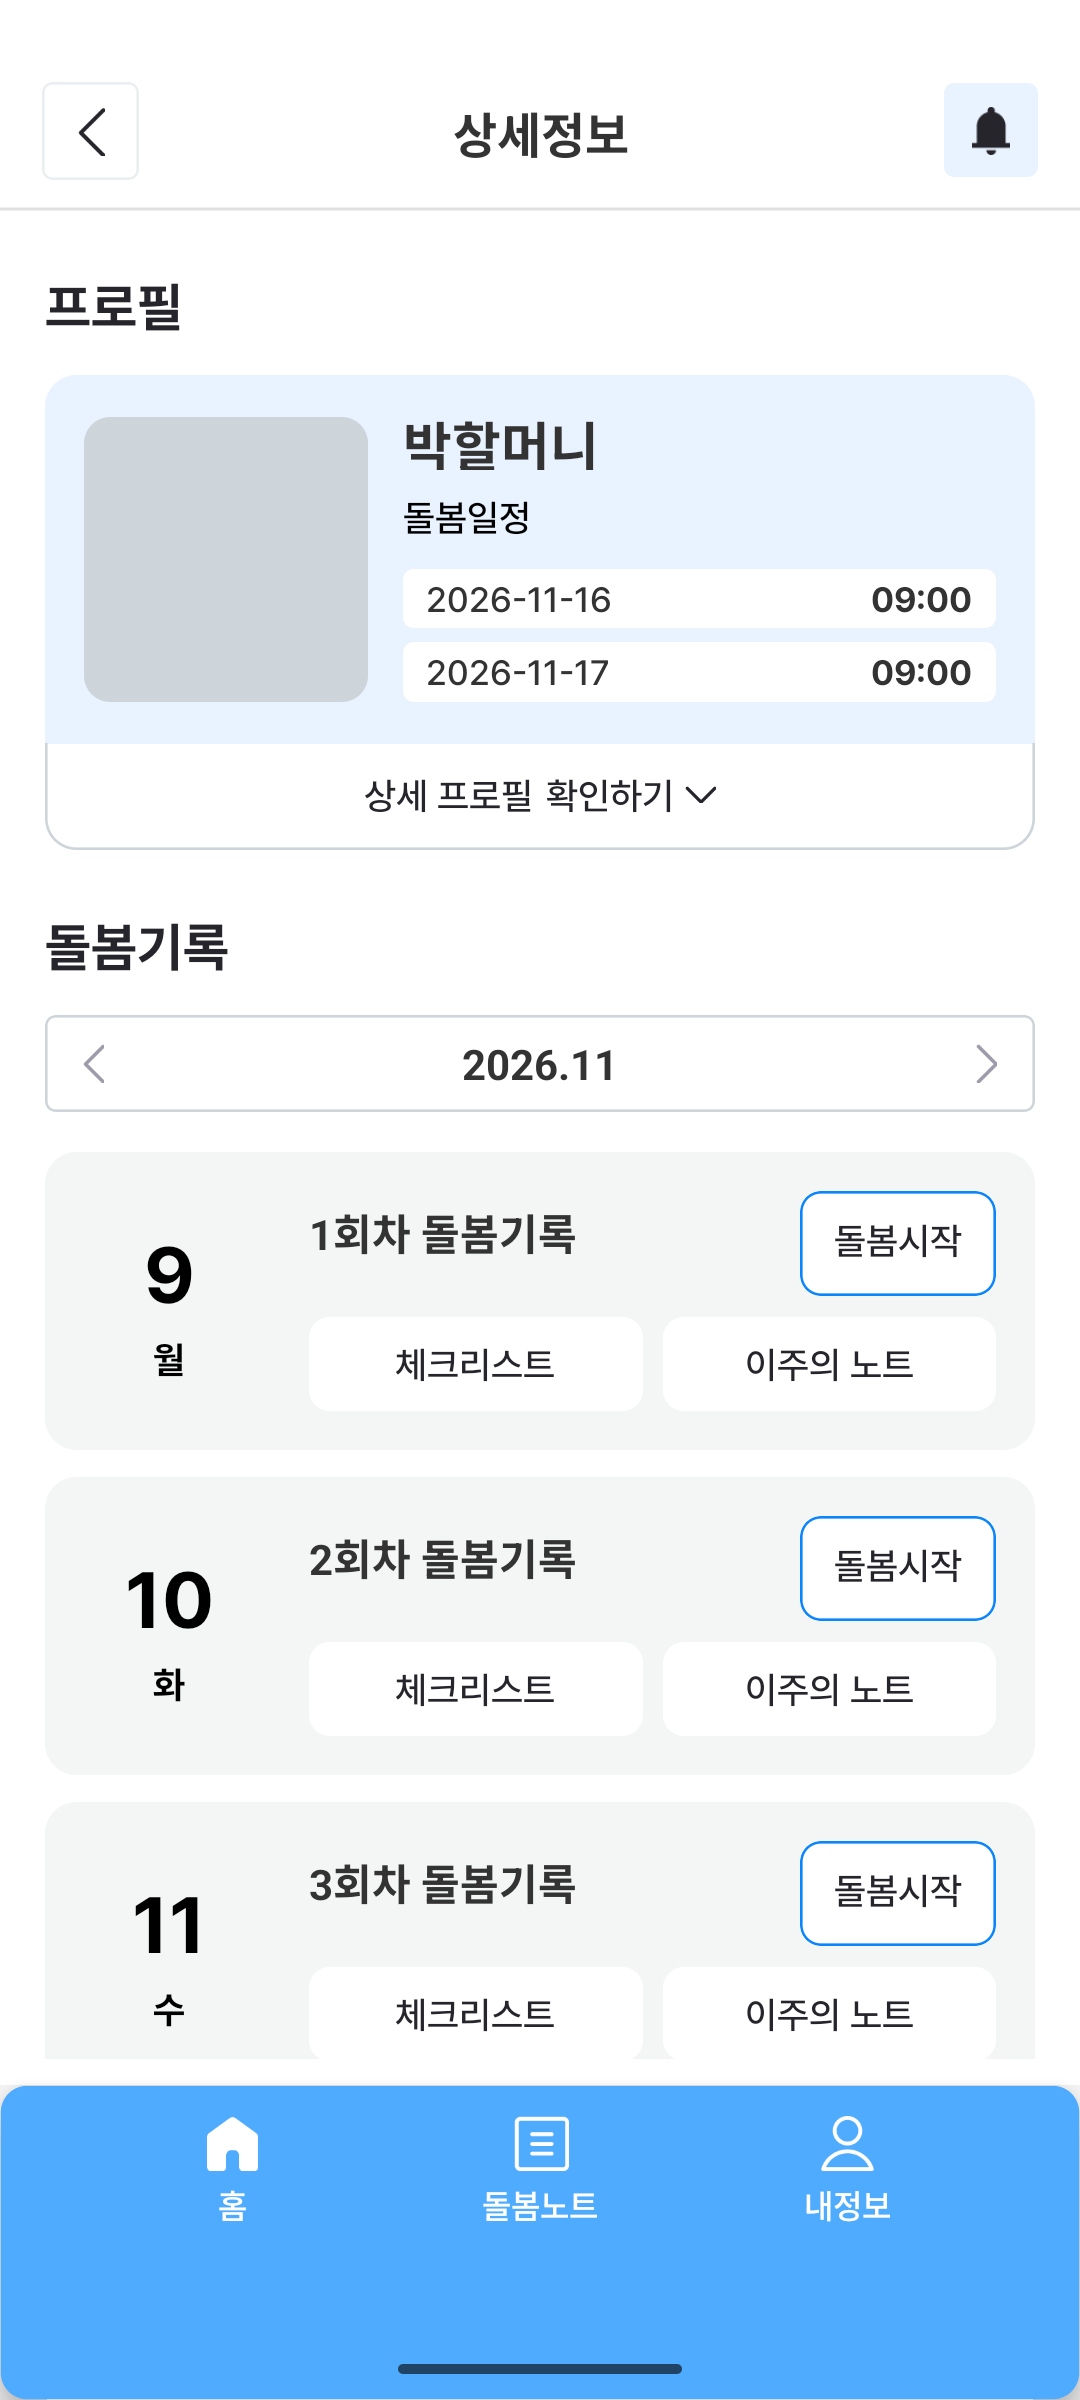 상세정보
프로필
박할머니
돌봄일정
2026-11-16 09:00
2026-11-17 09:00
상세 프로필 확인하기
돌봄기록
2026.11
9
월
1회차 돌봄기록
돌봄시작
체크리스트
이주의 노트
10
화
2회차 돌봄기록
돌봄시작
체크리스트
이주의 노트
11
수
3회차 돌봄기록
돌봄시작
체크리스트
이주의 노트
홈
돌봄노트
내정보